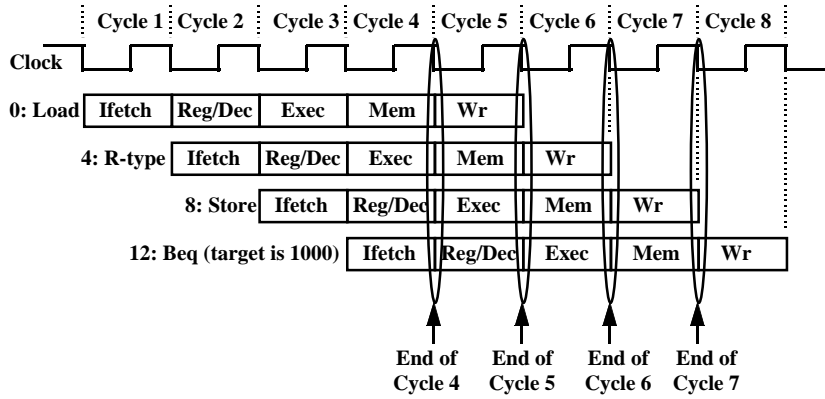 Cycle 1 Cycle 2 Cycle 3 Cycle 4 Cycle 5 Cycle 6 Cycle 7 Cycle 8
Clock
0: Load Ifetch Reg/Dec Exec Mem Wr
4: R-type Ifetch Reg/Dec Exec Mem Wr
8: Store Ifetch Reg/Dec Exec Mem Wr
12: Beq (target is 1000) Ifetch Reg/Dec Exec Mem Wr
End of End of End of End of
Cycle 4 Cycle 5 Cycle 6 Cycle 7